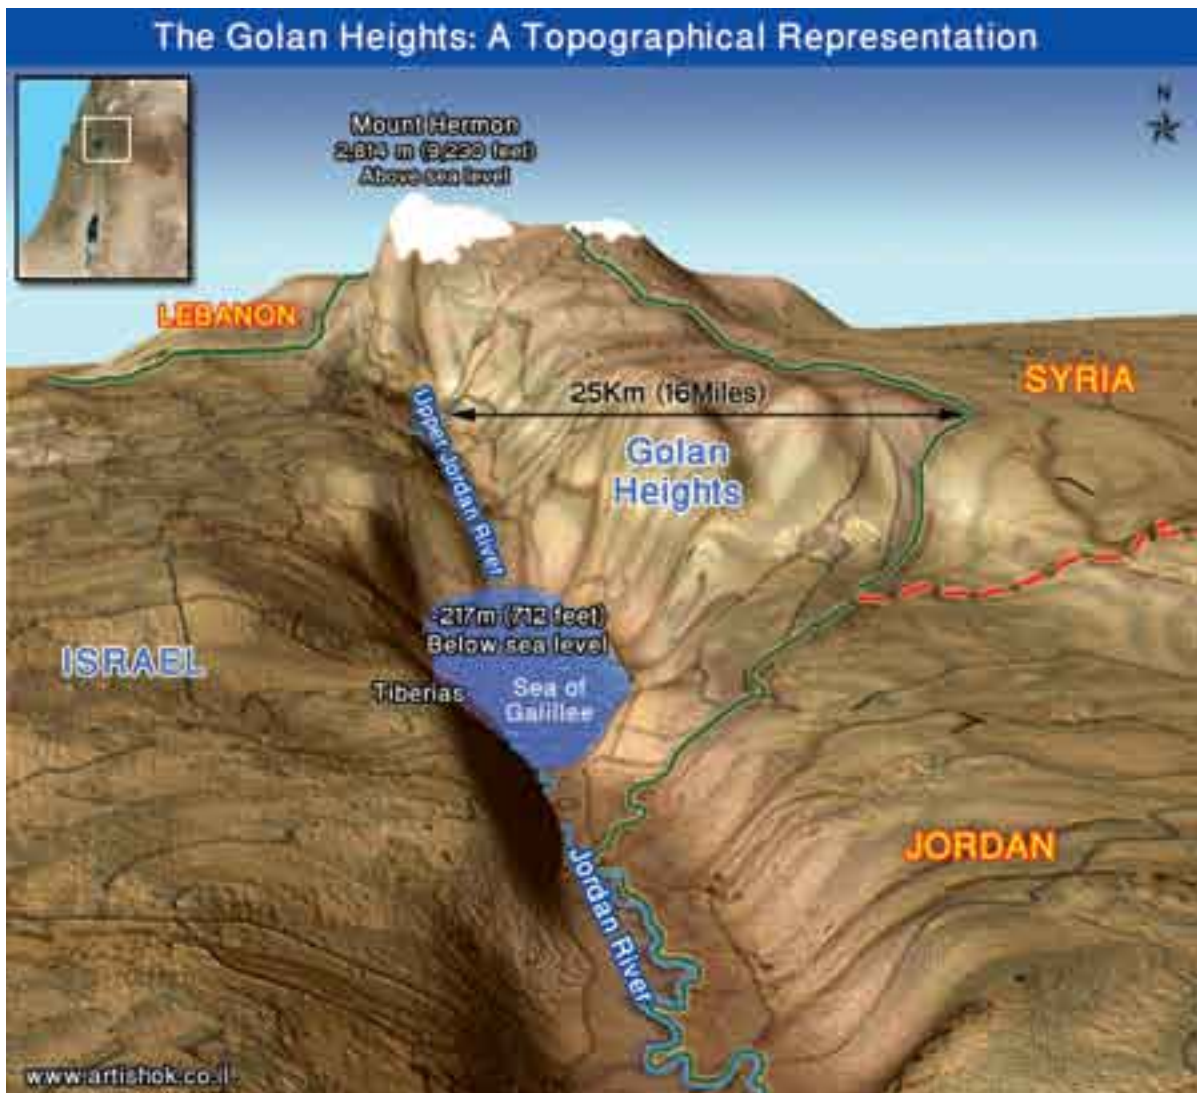 The Golan Heights: A Topographical Representation
N
Mount Hermon
2,814 m (9,230 feet)
Above sea level
LEBANON
SYRIA
25Km (16Miles)
Golan
Heights
Upper Jordan River
-217m (712 feet)
Below sea level
ISRAEL
Tiberias
Sea of
Galillee
JORDAN
Jordan River
www.artishok.co.il